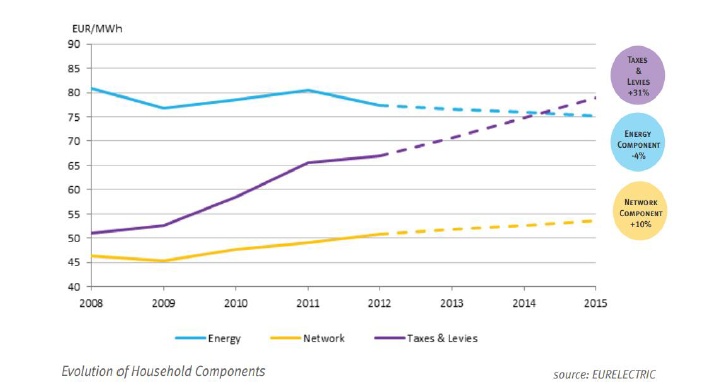 EUR/MWh
90
85
80
75
70
65
60
55
50
45
40
2008 2009 2010 2011 2012 2013 2014 2015
Energy Network Taxes & Levies
TAXES
&
LEVIES
+31%
ENERGY
COMPONENT
-4%
NETWORK
COMPONENT
+10%
Evolution of Household Components
source: EURELECTRIC